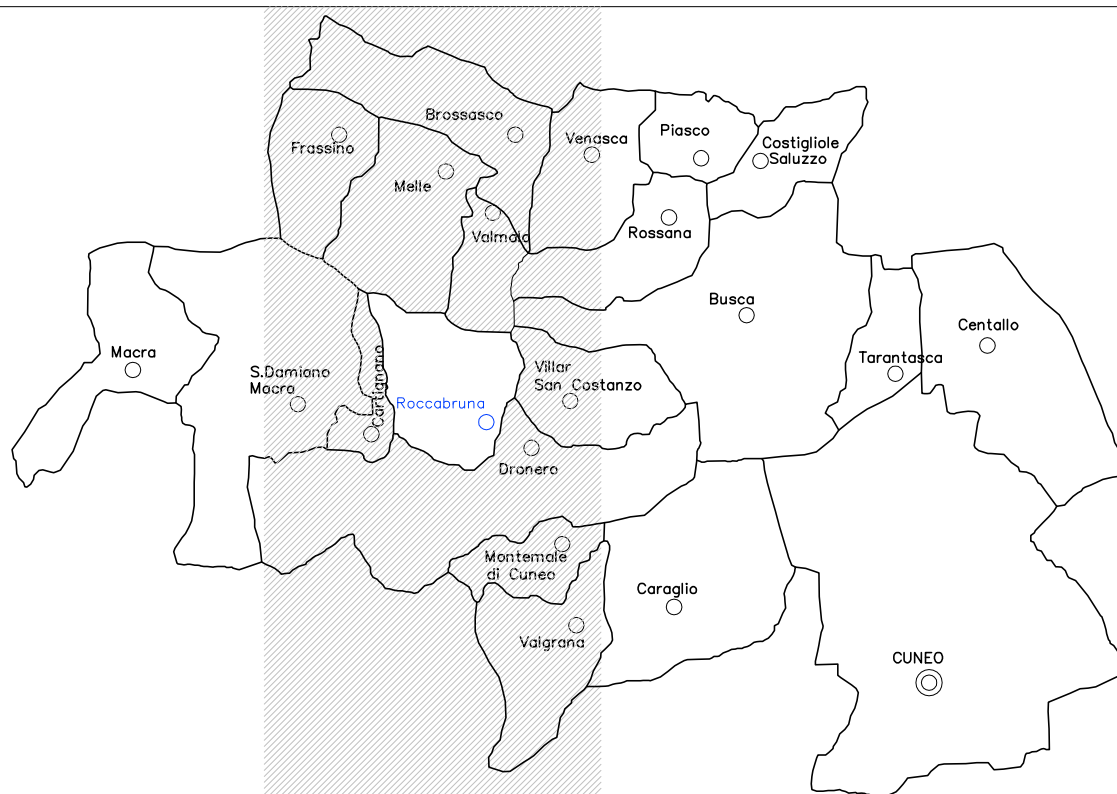 Brossasco
Frassino
Venasca
Piasco
Costigliole
Saluzzo
Melle
Valmala
Rossana
Busca
Centallo
Macra
S.Damiano
Macra
Cartignano
Villar
San Costanzo
Tarantasca
Roccabruna
Dronero
Montemale
di Cuneo
Caraglio
Valgrana
CUNEO